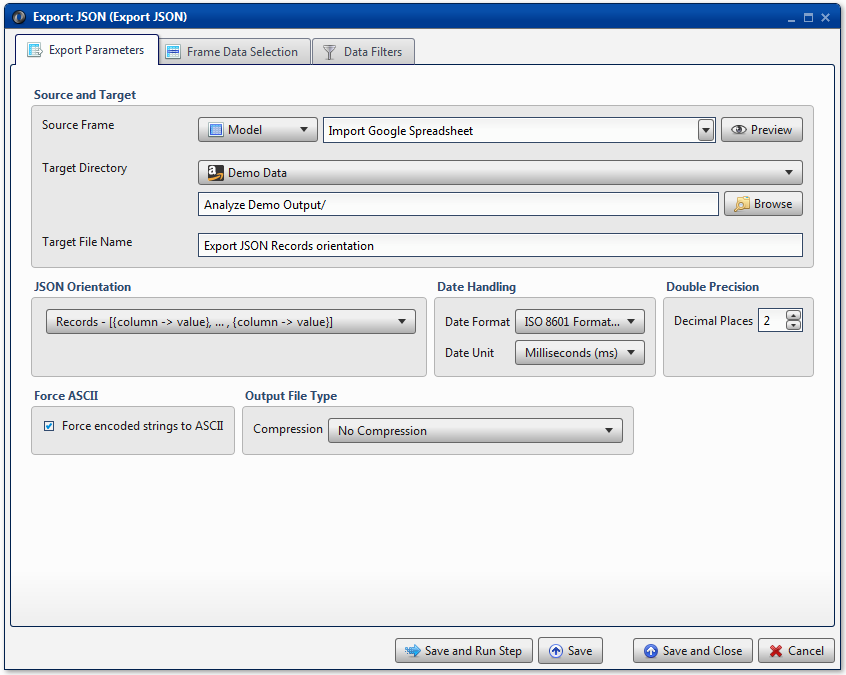 Export: JSON (Export JSON)
Export Parameters Frame Data Selection Data Filters
Source and Target
Source Frame Model Import Google Spreadsheet Preview
Target Directory Demo Data
Analyze Demo Output/ Browse
Target File Name Export JSON Records orientation
JSON Orientation Date Handling Double Precision
Records - [{column -> value}, ... , {column -> value}] Date Format ISO 8601 Format... Decimal Places 2
Date Unit Milliseconds (ms)
Force ASCII Output File Type
Force encoded strings to ASCII Compression No Compression
Save and Run Step Save Save and Close Cancel